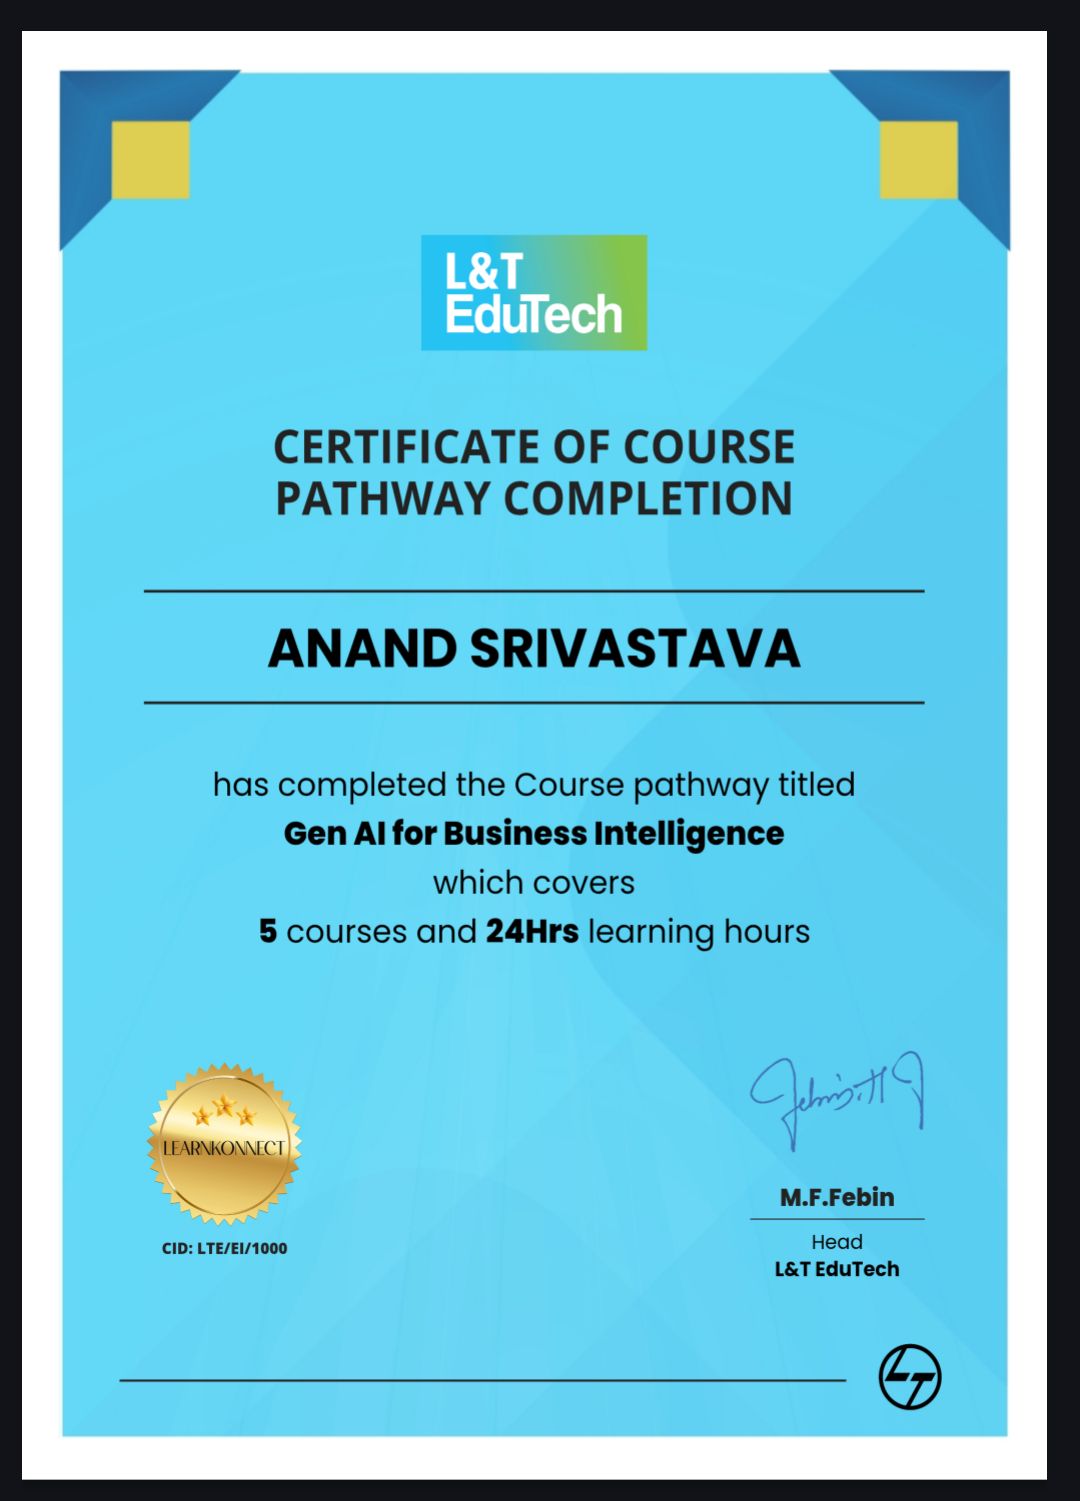 L&T
EduTech
CERTIFICATE OF COURSE
PATHWAY COMPLETION
ANAND SRIVASTAVA
has completed the Course pathway titled
Gen AI for Business Intelligence
which covers
5 courses and 24Hrs learning hours
LEARNKONNECT
CID: LTE/EI/1000
M.F.Febin
Head
L&T EduTech
LT